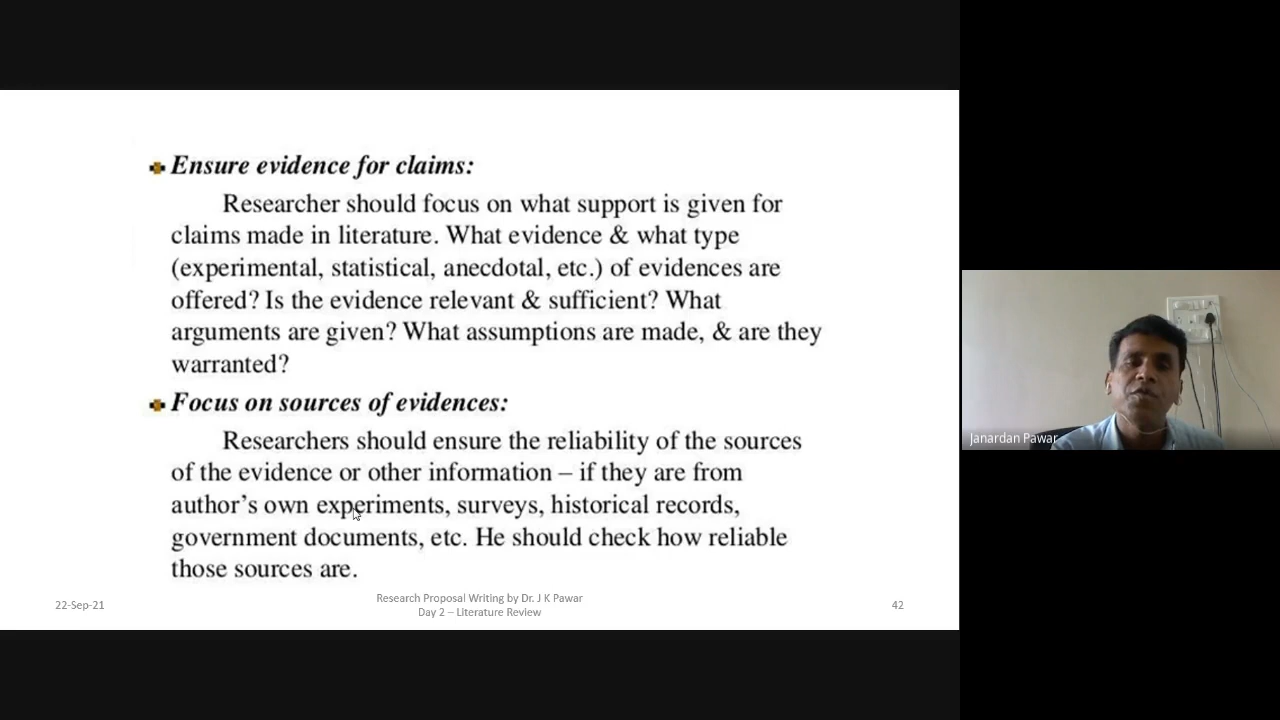 Ensure evidence for claims:
Researcher should focus on what support is given for
claims made in literature. What evidence & what type
(experimental, statistical, anecdotal, etc.) of evidences are
offered? Is the evidence relevant & sufficient? What
arguments are given? What assumptions are made, & are they
warranted?
Focus on sources of evidences:
Researchers should ensure the reliability of the sources
of the evidence or other information – if they are from
author’s own experiments, surveys, historical records,
government documents, etc. He should check how reliable
those sources are.
22-Sep-21
Research Proposal Writing by Dr. J K Pawar
Day 2 – Literature Review
42
Janardan Pawar